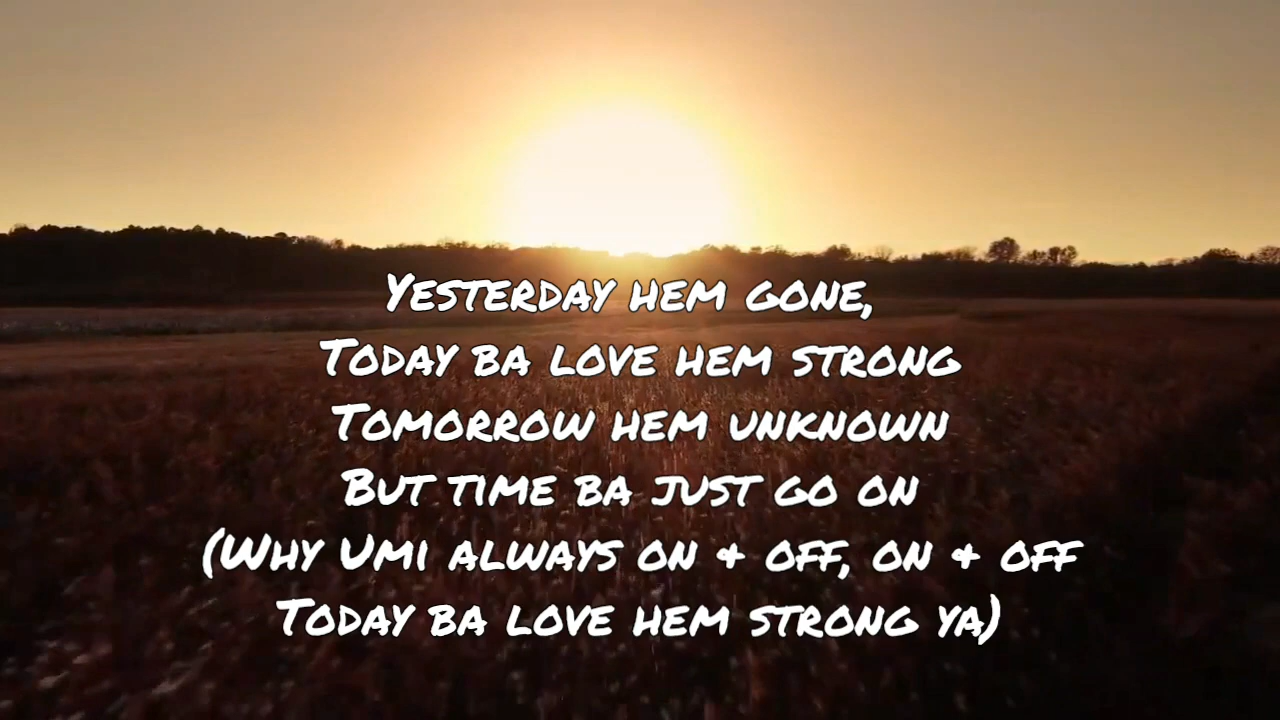 Yesterday hem gone,
Today ba love hem strong
Tomorrow hem unknown
But time ba just go on
(Why Umi always on & off, on & off
Today ba love hem strong ya)